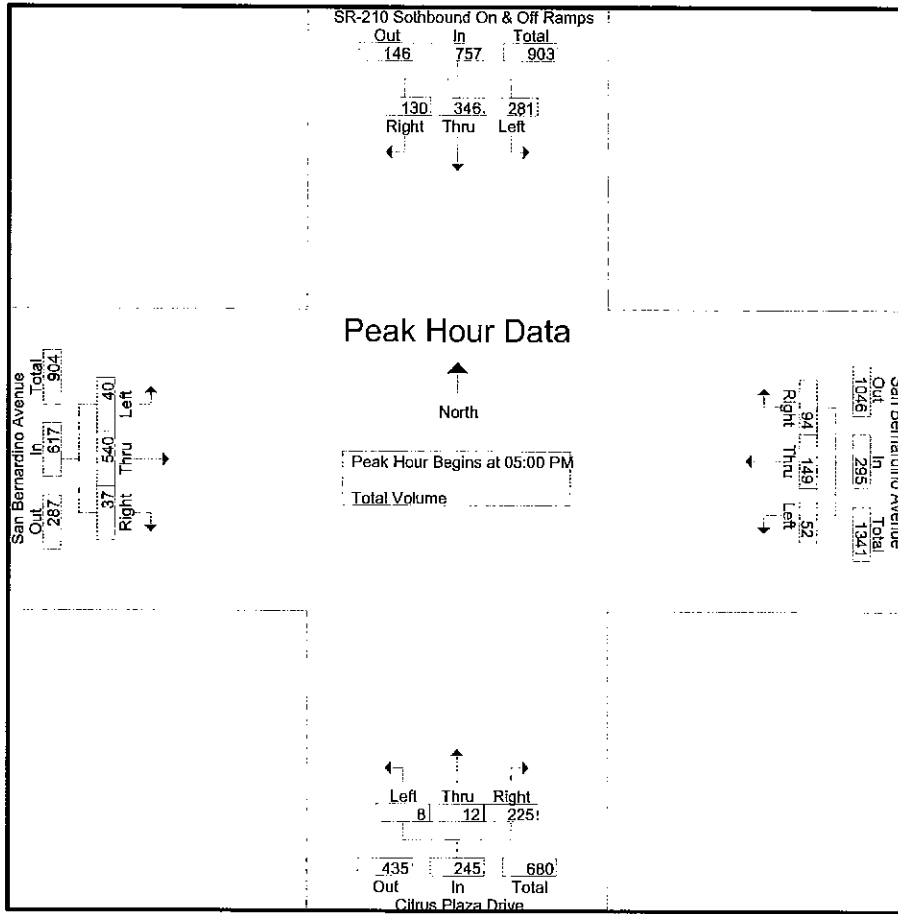 SR-210 Sothbound On & Off Ramps
Out In Total
146 757 903
130 346 281
Right Thru Left
Peak Hour Data
North
Peak Hour Begins at 05:00 PM
Total Volume
San Bernardino Avenue
Out In Total
287 617 904
37 540 40
Right Thru Left
San Bernardino Avenue
Out In Total
1046 295 1341
94 149 52
Right Thru Left
Left Thru Right
8 12 225
435 245 680
Out In Total
Citrus Plaza Drive